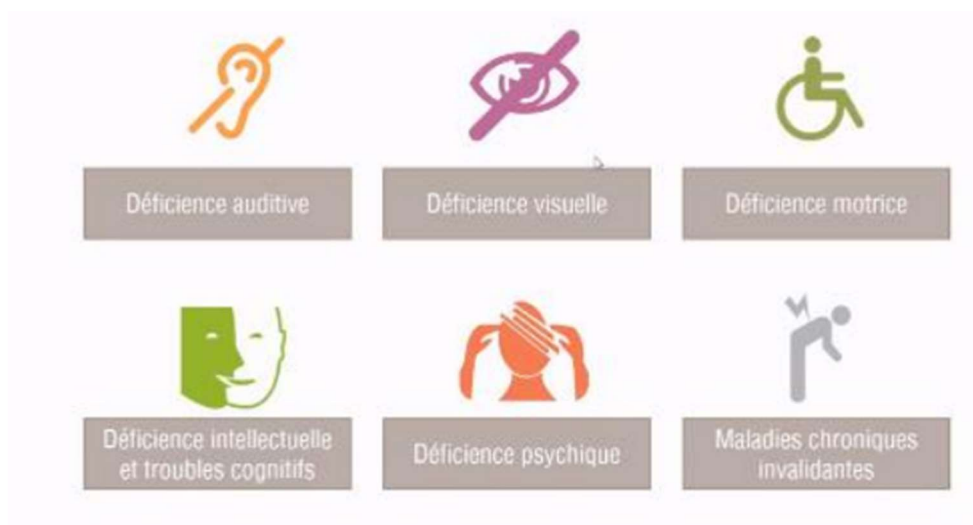 Déficience auditive
Déficience visuelle
Déficience motrice
Déficience intellectuelle
et troubles cognitifs
Déficience psychique
Maladies chroniques
invalidantes